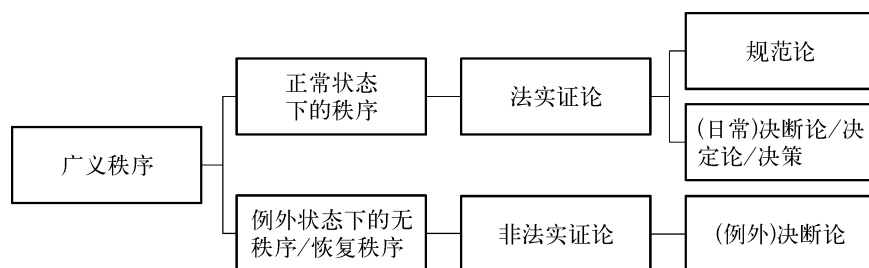 规范论
正常状态
下的秩序
法实证论
(日常)决断论/决
定论/决策
广义秩序
例外状态下的无
秩序/恢复秩序
非法实证论
(例外)决断论